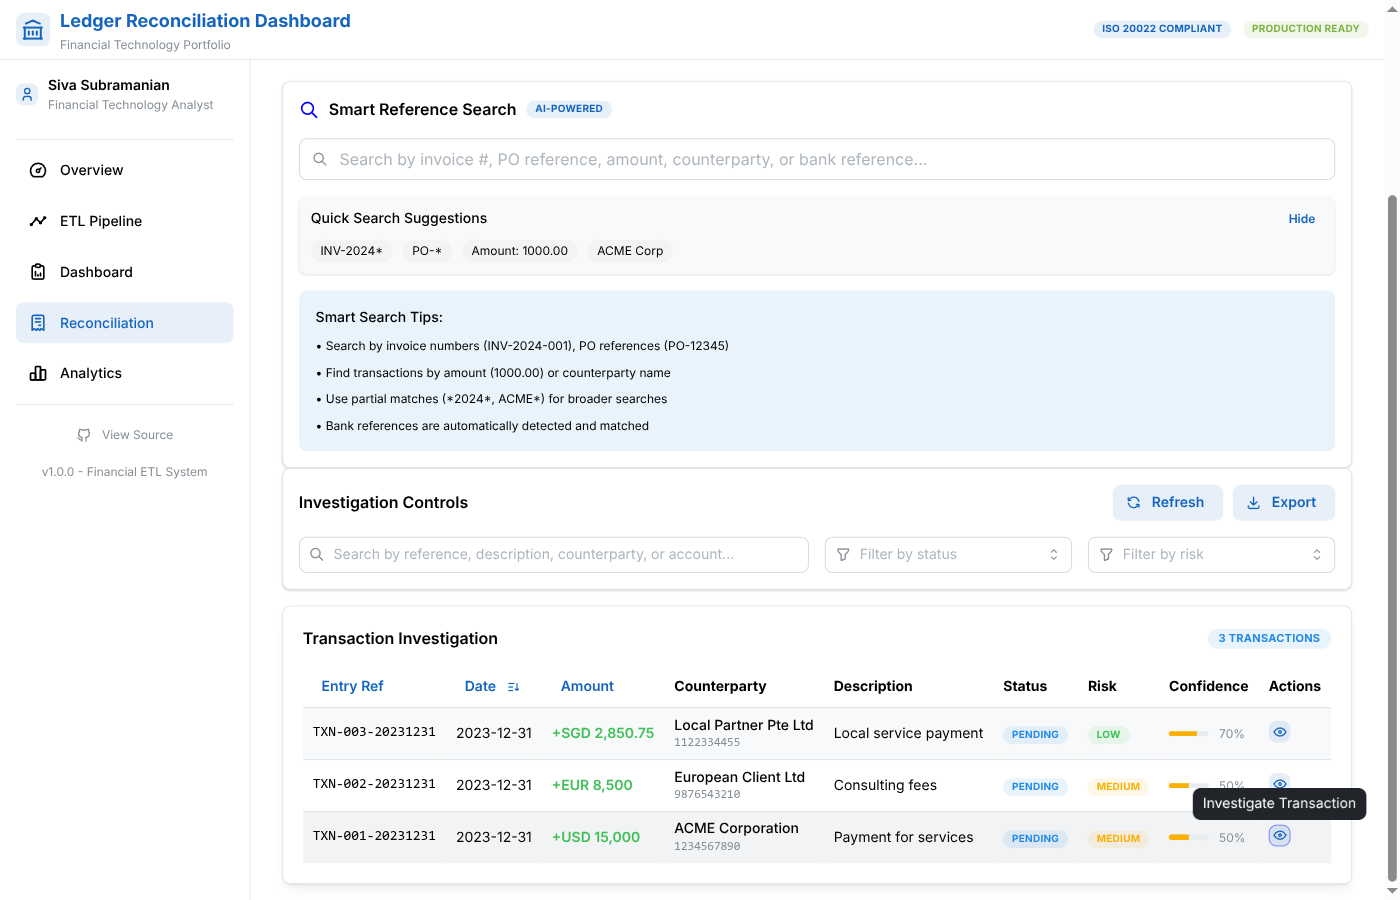 Ledger Reconciliation Dashboard
Financial Technology Portfolio
ISO 20022 COMPLIANT
PRODUCTION READY
Siva Subramanian
Financial Technology Analyst
Overview
ETL Pipeline
Dashboard
Reconciliation
Analytics
View Source
v1.0.0 - Financial ETL System
Smart Reference Search AI-POWERED
Search by invoice #, PO reference, amount, counterparty, or bank reference...
Quick Search Suggestions Hide
INV-2024* PO-* Amount: 1000.00 ACME Corp
Smart Search Tips:
• Search by invoice numbers (INV-2024-001), PO references (PO-12345)
• Find transactions by amount (1000.00) or counterparty name
• Use partial matches (*2024*, ACME*) for broader searches
• Bank references are automatically detected and matched
Investigation Controls Refresh Export
Search by reference, description, counterparty, or account... Filter by status Filter by risk
Transaction Investigation 3 TRANSACTIONS
Entry Ref Date Amount Counterparty Description Status Risk Confidence Actions
TXN-003-20231231 2023-12-31 +SGD 2,850.75 Local Partner Pte Ltd Local service payment PENDING LOW 70%
1122334455
TXN-002-20231231 2023-12-31 +EUR 8,500 European Client Ltd Consulting fees PENDING MEDIUM 50%
9876543210
Investigate Transaction
TXN-001-20231231 2023-12-31 +USD 15,000 ACME Corporation Payment for services PENDING MEDIUM 50%
1234567890